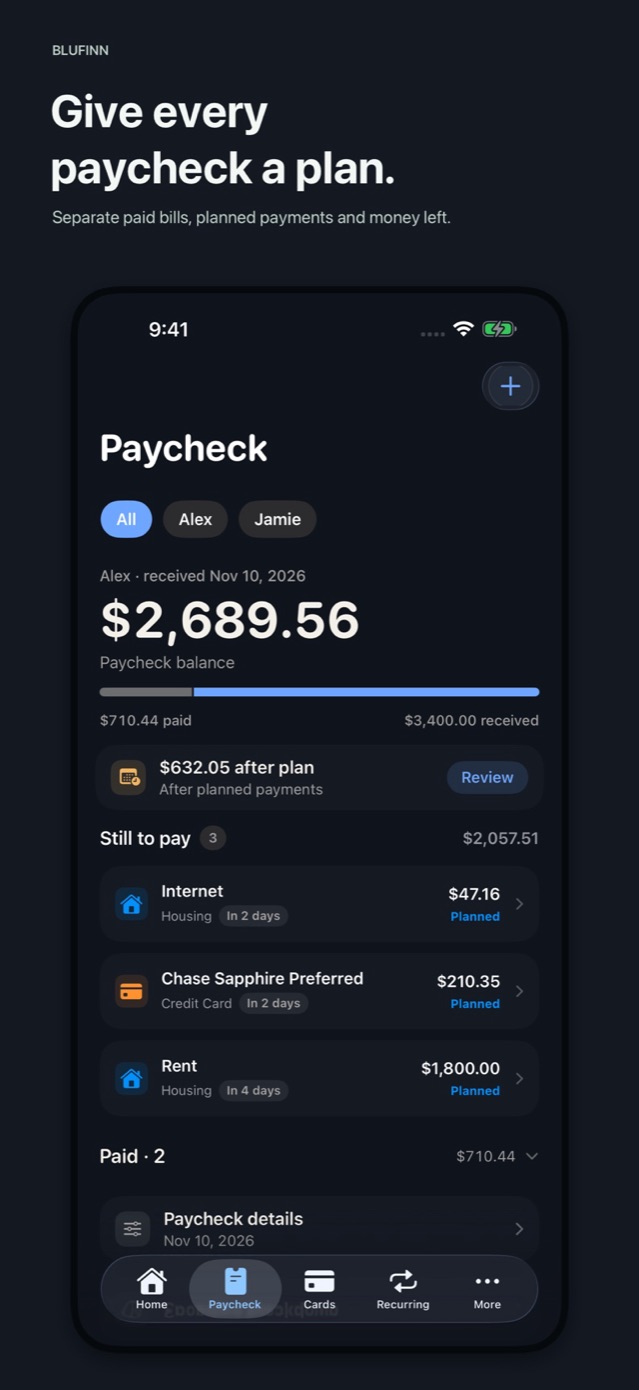 BLUFINN
Give every
paycheck a plan.
Separate paid bills, planned payments and money left.
9:41
Paycheck
All Alex Jamie
Alex · received Nov 10, 2026
$2,689.56
Paycheck balance
$710.44 paid $3,400.00 received
$632.05 after plan
After planned payments
Review
Still to pay 3 $2,057.51
Internet $47.16
Housing In 2 days Planned
Chase Sapphire Preferred $210.35
Credit Card In 2 days Planned
Rent $1,800.00
Housing In 4 days Planned
Paid · 2 $710.44
Paycheck details
Nov 10, 2026
Home Paycheck Cards Recurring More